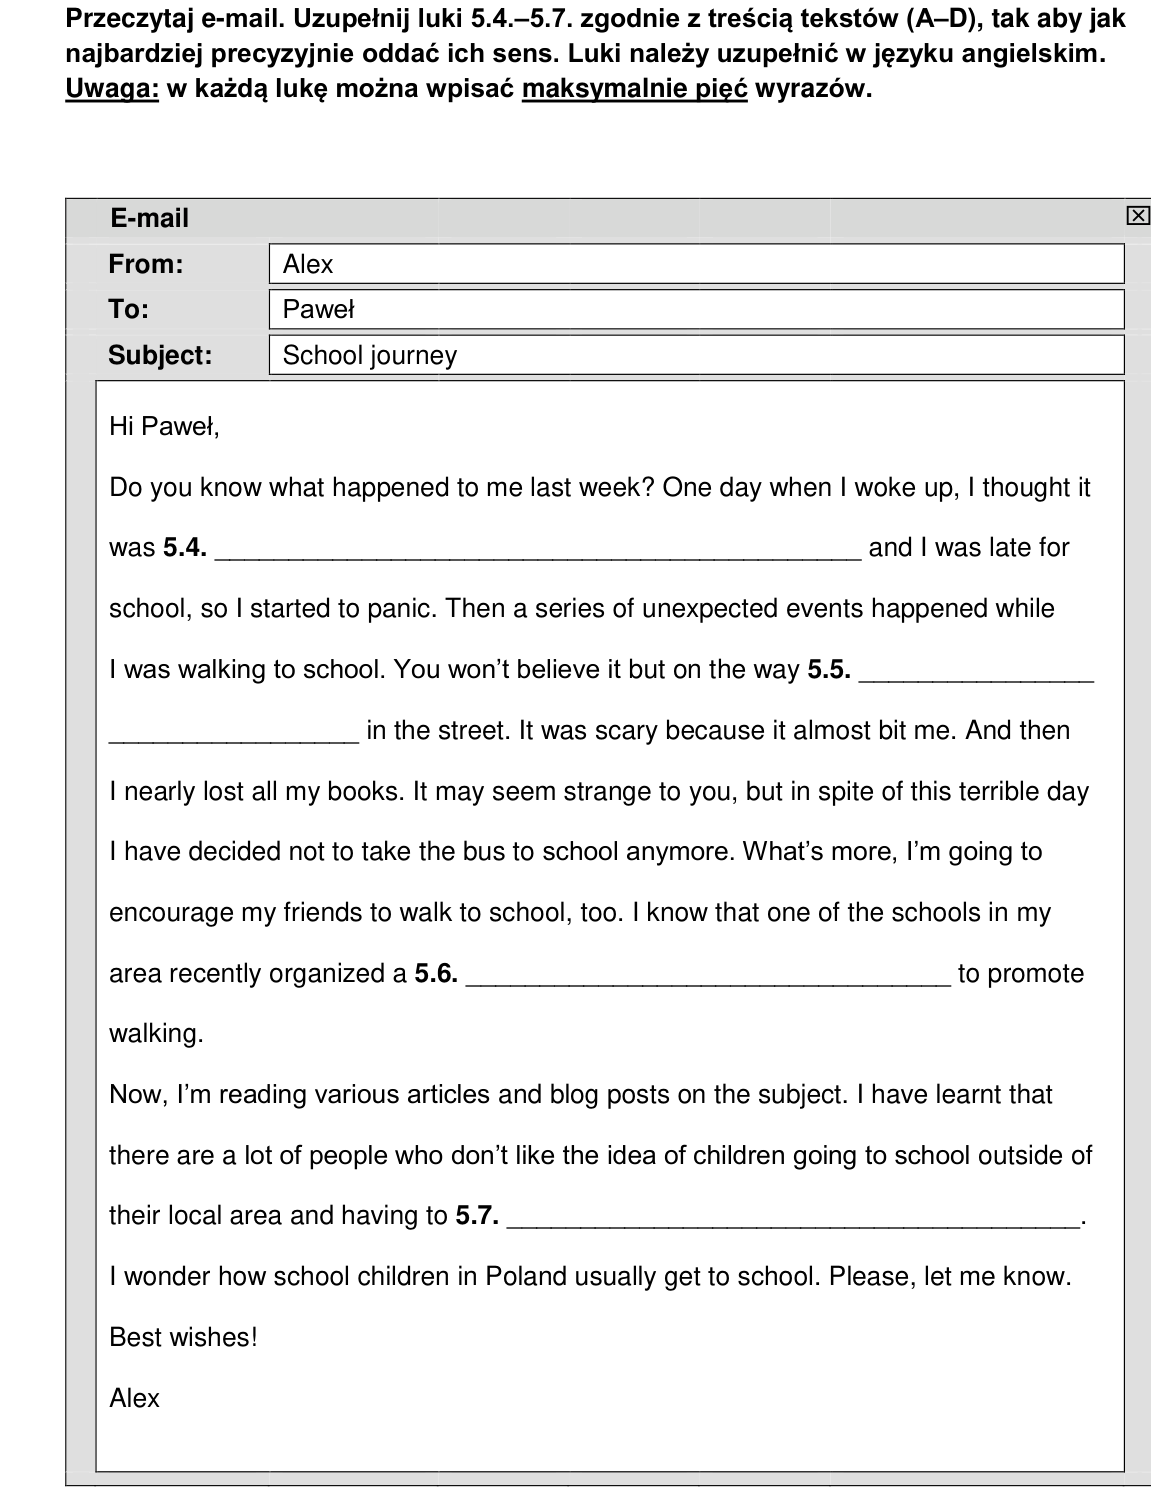 Przeczytaj e-mail. Uzupełnij luki 5.4.–5.7. zgodnie z treścią tekstów (A–D), tak aby jak
najbardziej precyzyjnie oddać ich sens. Luki należy uzupełnić w języku angielskim.
Uwaga: w każdą lukę można wpisać maksymalnie pięć wyrazów.
E-mail
From: Alex
To: Paweł
Subject: School journey
Hi Paweł,
Do you know what happened to me last week? One day when I woke up, I thought it
was 5.4. ____________________________________________ and I was late for
school, so I started to panic. Then a series of unexpected events happened while
I was walking to school. You won’t believe it but on the way 5.5. ________________
_________________ in the street. It was scary because it almost bit me. And then
I nearly lost all my books. It may seem strange to you, but in spite of this terrible day
I have decided not to take the bus to school anymore. What’s more, I’m going to
encourage my friends to walk to school, too. I know that one of the schools in my
area recently organized a 5.6. _________________________________ to promote
walking.
Now, I’m reading various articles and blog posts on the subject. I have learnt that
there are a lot of people who don’t like the idea of children going to school outside of
their local area and having to 5.7. _______________________________________.
I wonder how school children in Poland usually get to school. Please, let me know.
Best wishes!
Alex